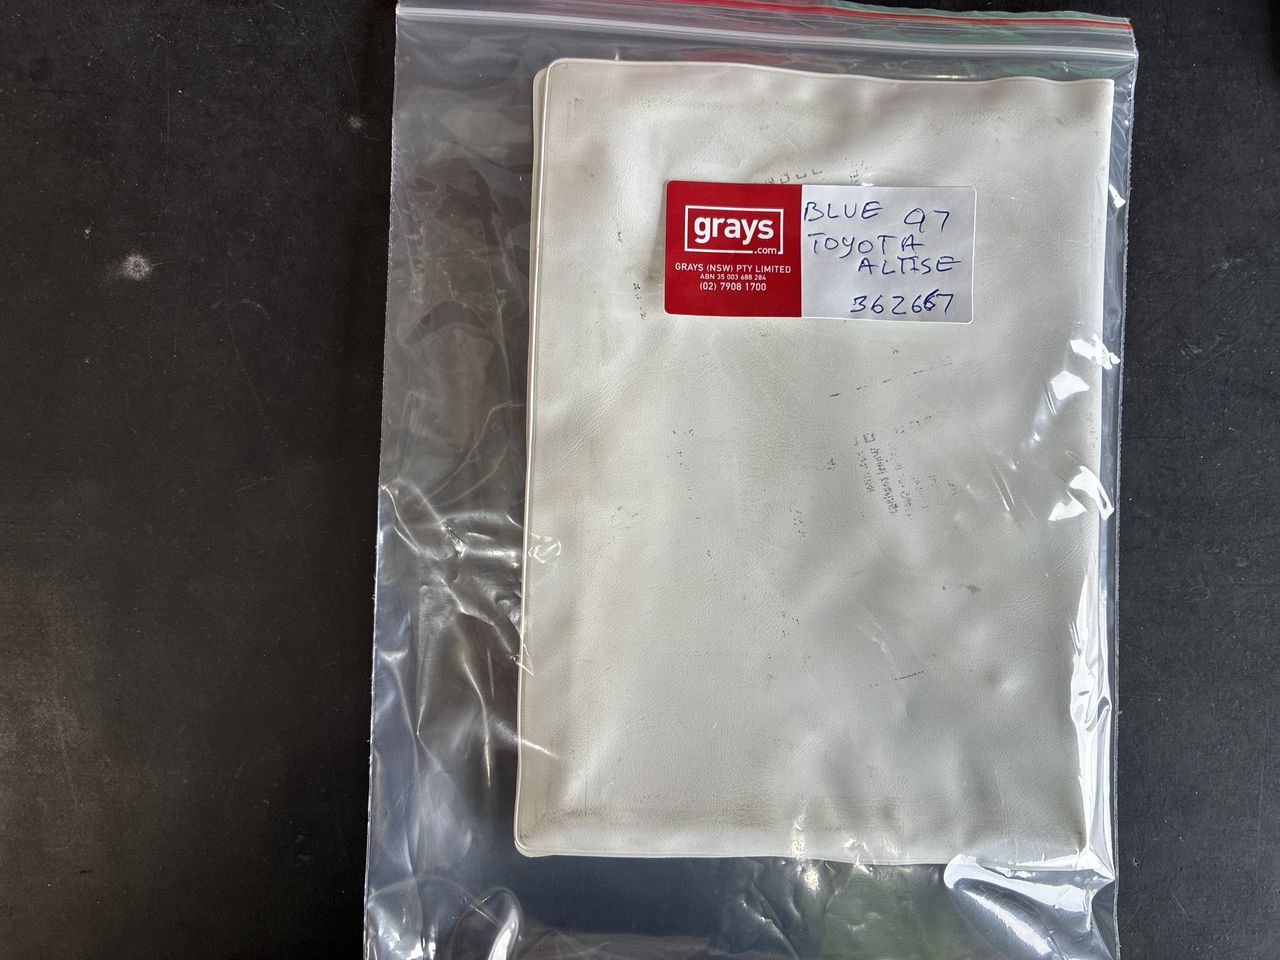 grays
.com
GRAYS (NSW) PTY LIMITED
ABN 35 003 688 284
(02) 7908 1700
BLUE 97
TOYOTA
ALTISE
362667